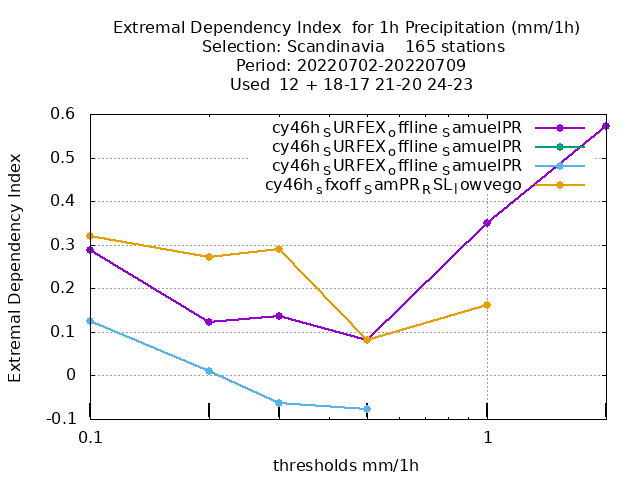 Extremal Dependency Index  for 1h Precipitation (mm/1h)
Selection: Scandinavia    165 stations
Period: 20220702-20220709
Used  12 + 18-17 21-20 24-23
cy46h_SURFEX_offline_SamuelPR
cy46h_SURFEX_offline_SamuelPR
cy46h_SURFEX_offline_SamuelPR
cy46h_sfxoff_SamPR_RSL_lowvego
Extremal Dependency Index
0.6
0.5
0.4
0.3
0.2
0.1
0
-0.1
0.1
1
thresholds mm/1h